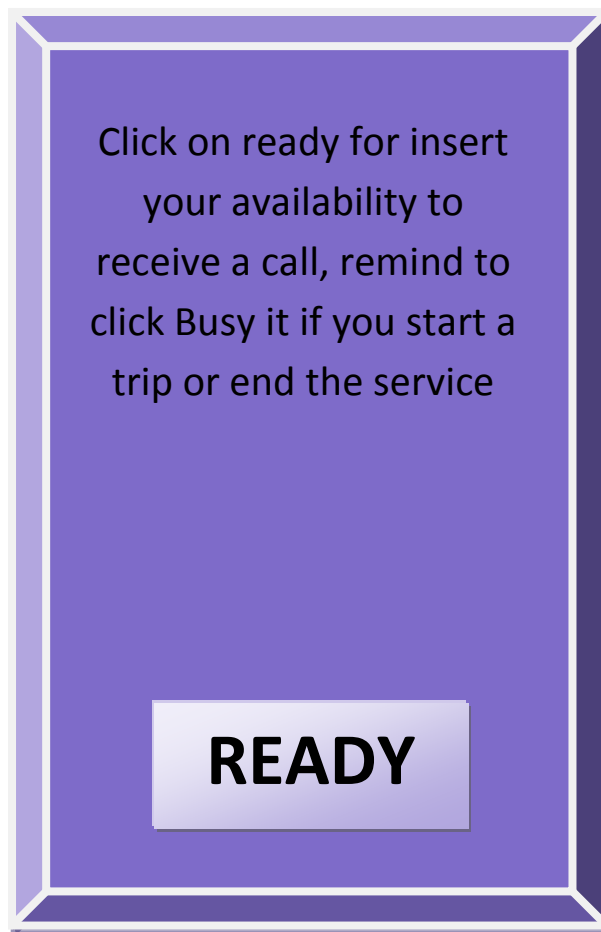 Click on ready for insert
your availability to
receive a call, remind to
click Busy it if you start a
trip or end the service
READY